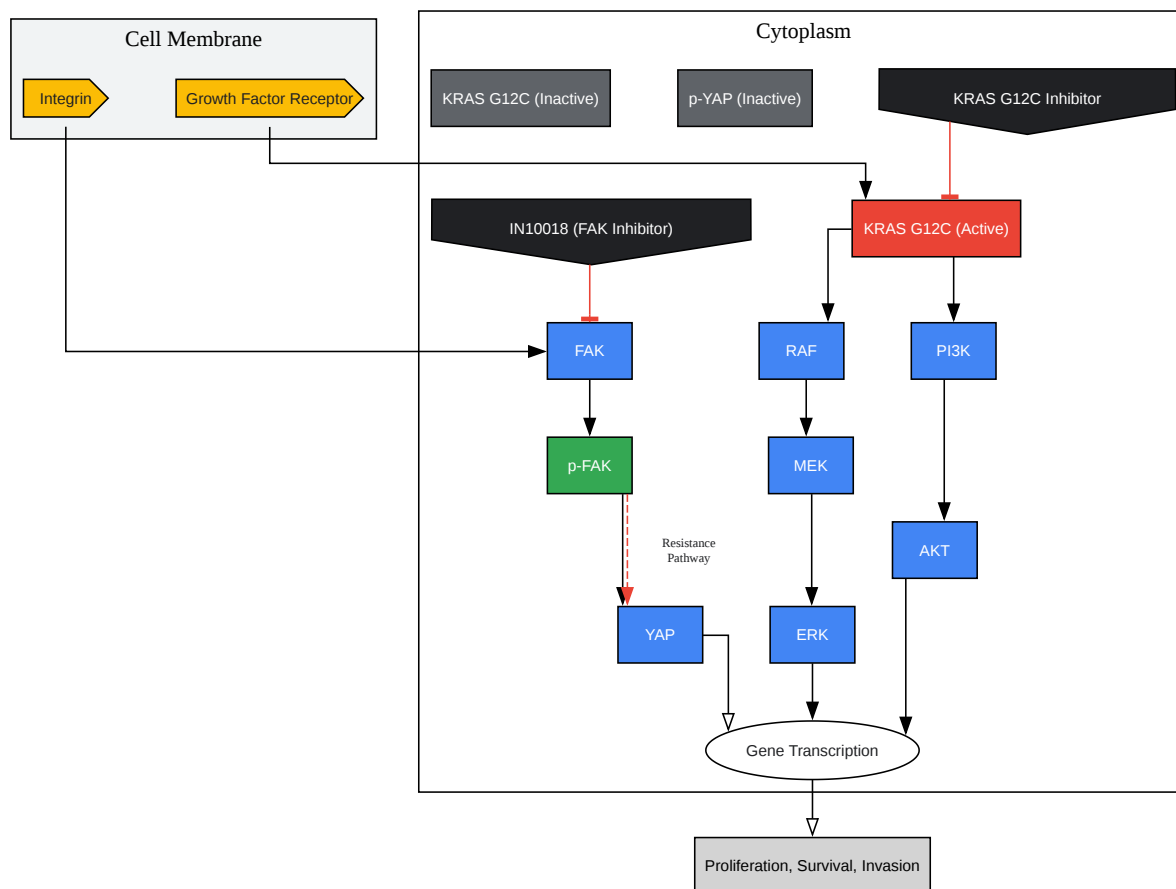 Cell Membrane
Integrin
Growth Factor Receptor
Cytoplasm
KRAS G12C (Inactive)
p-YAP (Inactive)
KRAS G12C Inhibitor
IN10018 (FAK Inhibitor)
KRAS G12C (Active)
FAK
RAF
PI3K
p-FAK
MEK
Resistance
Pathway
AKT
YAP
ERK
Gene Transcription
Proliferation, Survival, Invasion